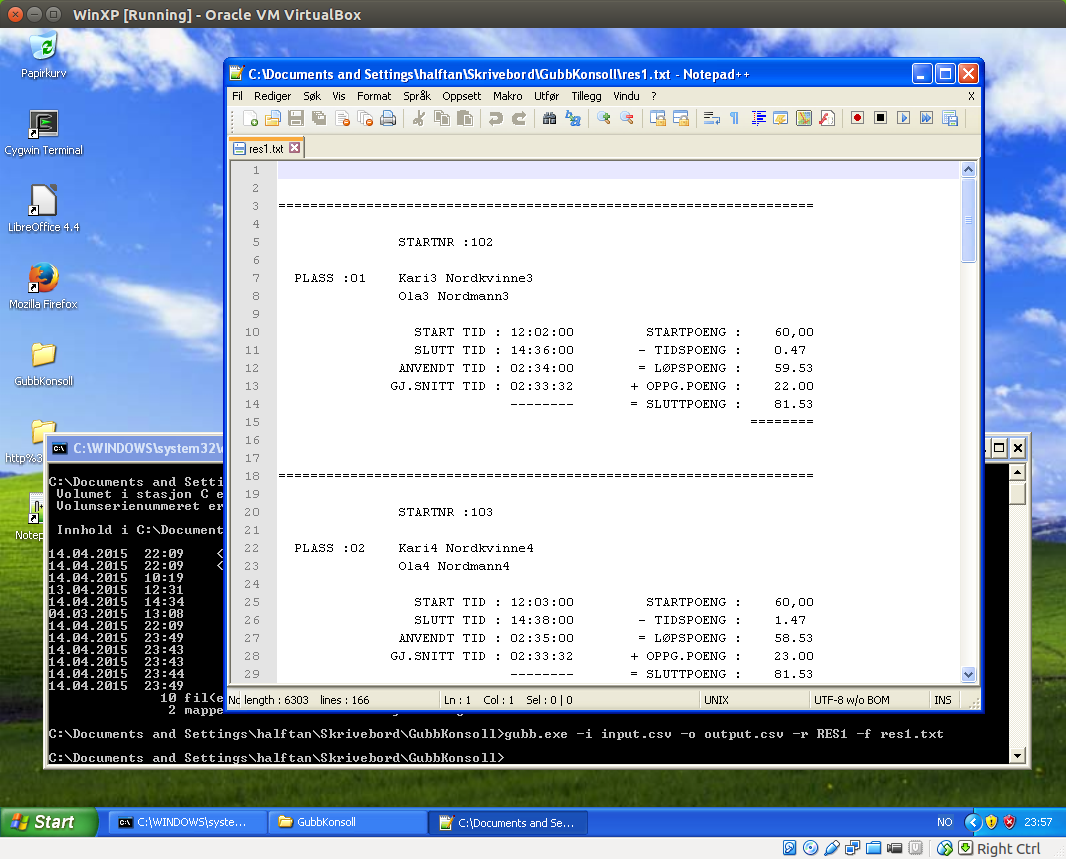 WinXP [Running] - Oracle VM VirtualBox
Papirkurv
Cygwin Terminal
LibreOffice 4.4
Mozilla Firefox
GubbKonsoll
http%3
Notep
C:\Documents and Settings\halftan\Skrivebord\GubbKonsoll\res1.txt - Notepad++
Fil Rediger Søk Vis Format Språk Oppsett Makro Utfør Tillegg Vindu ? X
res1.txt
1
2
3 ===================================================================
4
5 STARTNR :102
6
7 PLASS :01 Kari3 Nordkvinne3
8 Ola3 Nordmann3
9
10 START TID : 12:02:00 STARTPOENG : 60,00
11 SLUTT TID : 14:36:00 - TIDSPOENG : 0.47
12 ANVENDT TID : 02:34:00 = LØPSPOENG : 59.53
13 GJ.SNITT TID : 02:33:32 + OPPG.POENG : 22.00
14 -------- = SLUTTPOENG : 81.53
15 ========
16
17
18 ===================================================================
19
20 STARTNR :103
21
22 PLASS :02 Kari4 Nordkvinne4
23 Ola4 Nordmann4
24
25 START TID : 12:03:00 STARTPOENG : 60,00
26 SLUTT TID : 14:38:00 - TIDSPOENG : 1.47
27 ANVENDT TID : 02:35:00 = LØPSPOENG : 58.53
28 GJ.SNITT TID : 02:33:32 + OPPG.POENG : 23.00
29 -------- = SLUTTPOENG : 81.53
length : 6303 lines : 166 Ln : 1 Col : 1 Sel : 0 | 0 UNIX UTF-8 w/o BOM INS
C:\WINDOWS\system32\
C:\Documents and Setti
Volumet i stasjon C e
Volumserienummeret er
Innhold i C:\Document
14.04.2015 22:09 <
14.04.2015 22:09 <
14.04.2015 10:19
13.04.2015 12:31
14.04.2015 14:34
04.03.2015 13:08
14.04.2015 22:09
14.04.2015 23:49
14.04.2015 23:43
14.04.2015 23:43
14.04.2015 23:44
14.04.2015 23:49
10 fil(e
2 mappe
C:\Documents and Settings\halftan\Skrivebord\GubbKonsoll>gubb.exe -i input.csv -o output.csv -r RES1 -f res1.txt
C:\Documents and Settings\halftan\Skrivebord\GubbKonsoll>
Start C:\WINDOWS\syste... GubbKonsoll C:\Documents and Se... NO 23:57
Right Ctrl